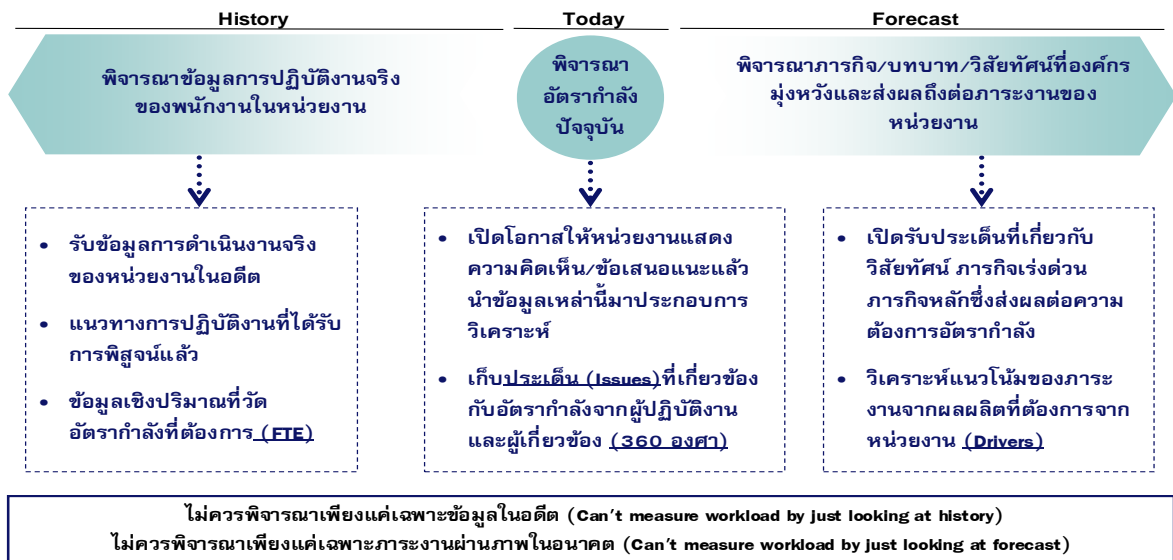 History
Today
Forecast
พิจารณาข้อมูลการปฏิบัติงานจริง
ของพนักงานในหน่วยงาน
พิจารณา
อัตรากำลัง
ปัจจุบัน
พิจารณาภารกิจ/บทบาท/วิสัยทัศน์ที่องค์กร
มุ่งหวังและส่งผลถึงต่อภาระงานของ
หน่วยงาน
• รับข้อมูลการดำเนินงานจริง
ของหน่วยงานในอดีต
• แนวทางการปฏิบัติงานที่ได้รับ
การพิสูจน์แล้ว
• ข้อมูลเชิงปริมาณที่วัด
อัตรากำลังที่ต้องการ (FTE)
• เปิดโอกาสให้หน่วยงานแสดง
ความคิดเห็น/ข้อเสนอแนะแล้ว
นำข้อมูลเหล่านี้มาประกอบการ
วิเคราะห์
• เก็บประเด็น (Issues)ที่เกี่ยวข้อง
กับอัตรากำลังจากผู้ปฏิบัติงาน
และผู้เกี่ยวข้อง (360 องศา)
• เปิดรับประเด็นที่เกี่ยวกับ
วิสัยทัศน์ ภารกิจเร่งด่วน
ภารกิจหลักซึ่งส่งผลต่อความ
ต้องการอัตรากำลัง
• วิเคราะห์แนวโน้มของภาระ
งานจากผลผลิตที่ต้องการจาก
หน่วยงาน (Drivers)
ไม่ควรพิจารณาเพียงแค่เฉพาะข้อมูลในอดีต (Can't measure workload by just looking at history)
ไม่ควรพิจารณาเพียงแค่เฉพาะภาระงานผ่านภาพในอนาคต (Can't measure workload by just looking at forecast)